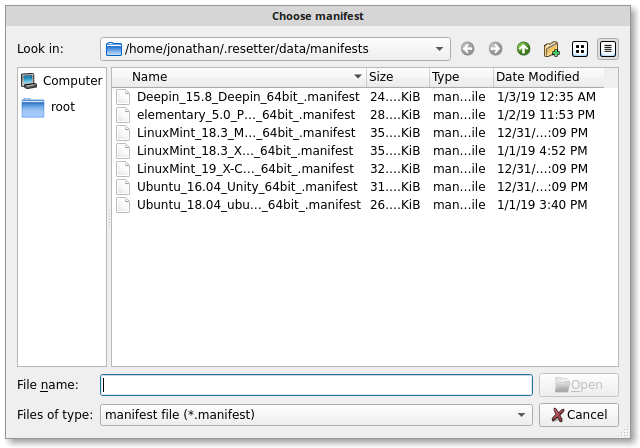 Choose manifest
Look in: /home/jonathan/.resetter/data/manifests
Computer
root
Name Size Type Date Modified
Deepin_15.8_Deepin_64bit_.manifest 24....KiB man...ile 1/3/19 12:35 AM
elementary_5.0_P..._64bit_.manifest 28....KiB man...ile 1/2/19 11:53 PM
LinuxMint_18.3_M..._64bit_.manifest 35....KiB man...ile 12/31/...:09 PM
LinuxMint_18.3_X..._64bit_.manifest 35....KiB man...ile 1/1/19 4:52 PM
LinuxMint_19_X-C..._64bit_.manifest 32....KiB man...ile 12/31/...:09 PM
Ubuntu_16.04_Unity_64bit_.manifest 31....KiB man...ile 12/31/...:09 PM
Ubuntu_18.04_ubu..._64bit_.manifest 26....KiB man...ile 1/1/19 3:40 PM
File name: Open
Files of type: manifest file (*.manifest) Cancel